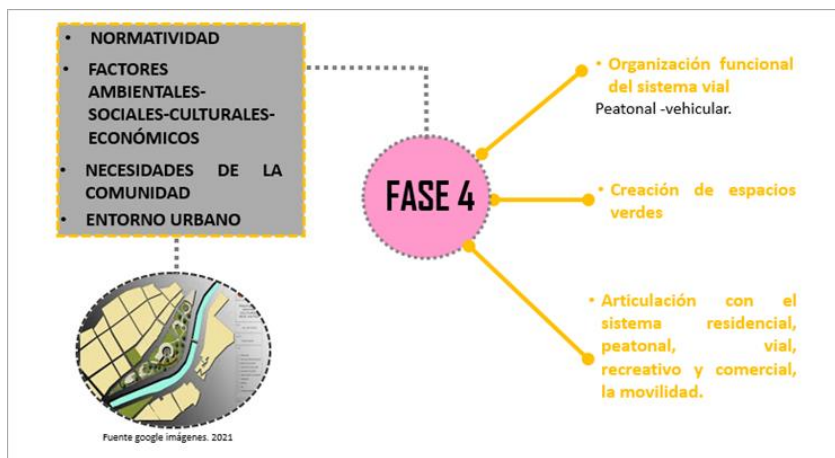 • NORMATIVIDAD
• FACTORES
AMBIENTALES-
SOCIALES-CULTURALES-
ECONÓMICOS
• NECESIDADES DE LA
COMUNIDAD
• ENTORNO URBANO
Fuente google imágenes. 2021
FASE 4
• Organización funcional
del sistema vial
Peatonal -vehicular.
• Creación de espacios
verdes
• Articulación con el
sistema residencial,
peatonal, vial,
recreativo y comercial,
la movilidad.